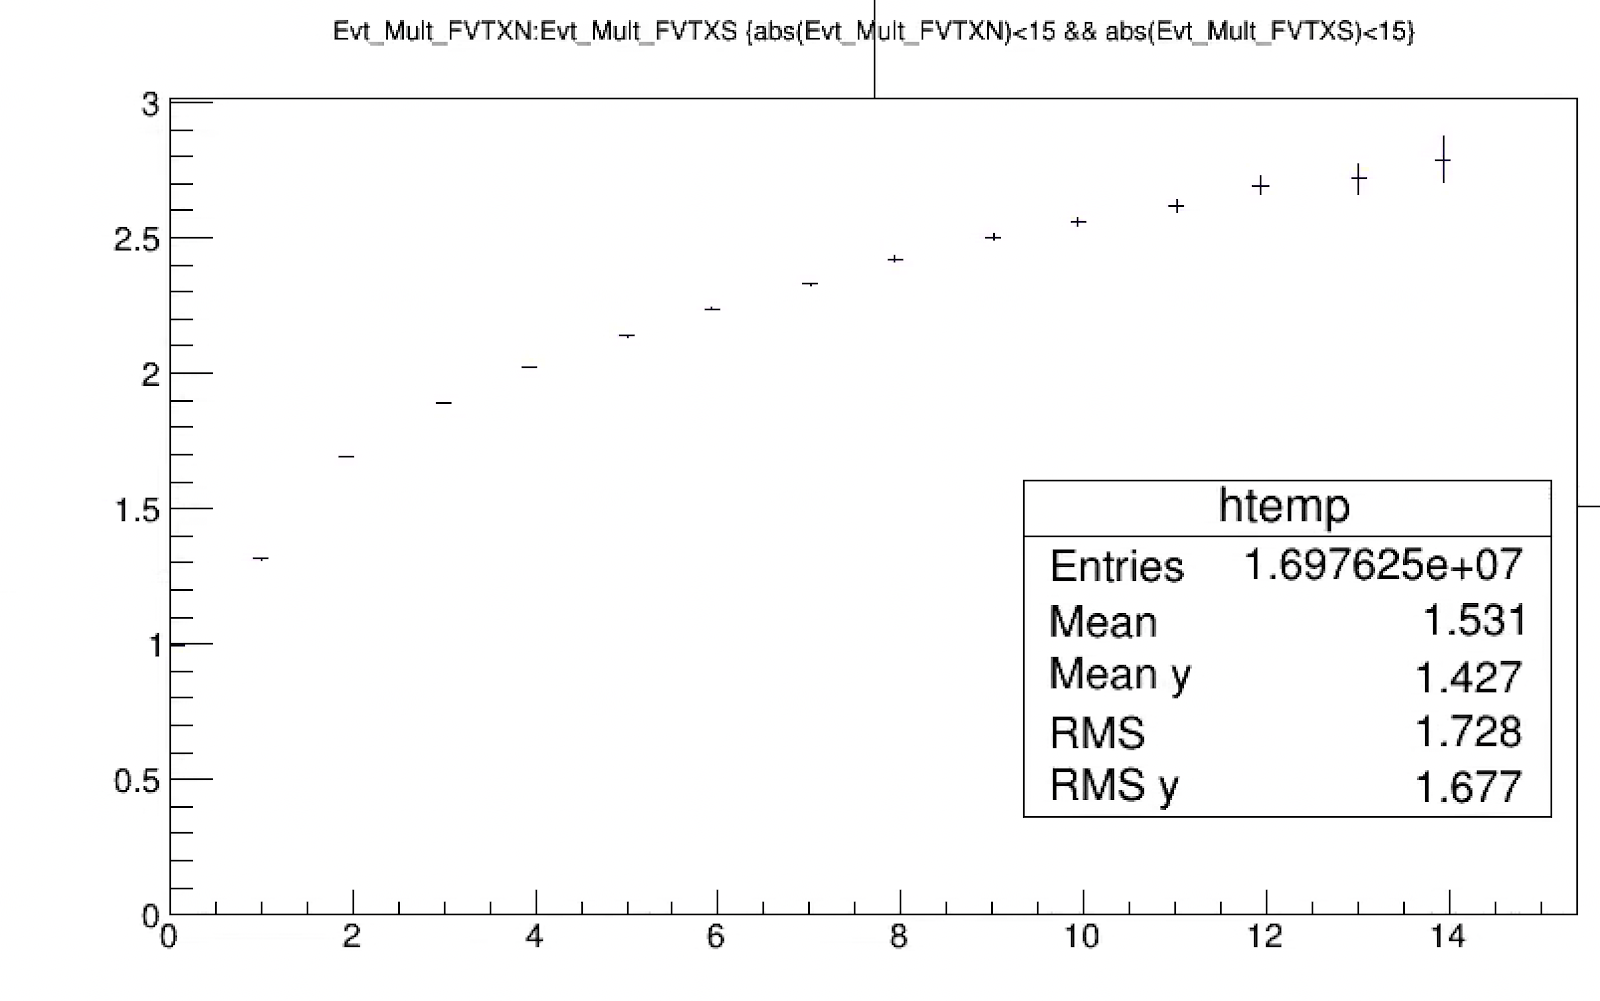 Evt_Mult_FVTXN:Evt_Mult_FVTXS {abs(Evt_Mult_FVTXN)<15 && abs(Evt_Mult_FVTXS)<15}
3
2.5
2
1.5
1
0.5
0
0 2 4 6 8 10 12 14
htemp
Entries 1.697625e+07
Mean 1.531
Mean y 1.427
RMS 1.728
RMS y 1.677